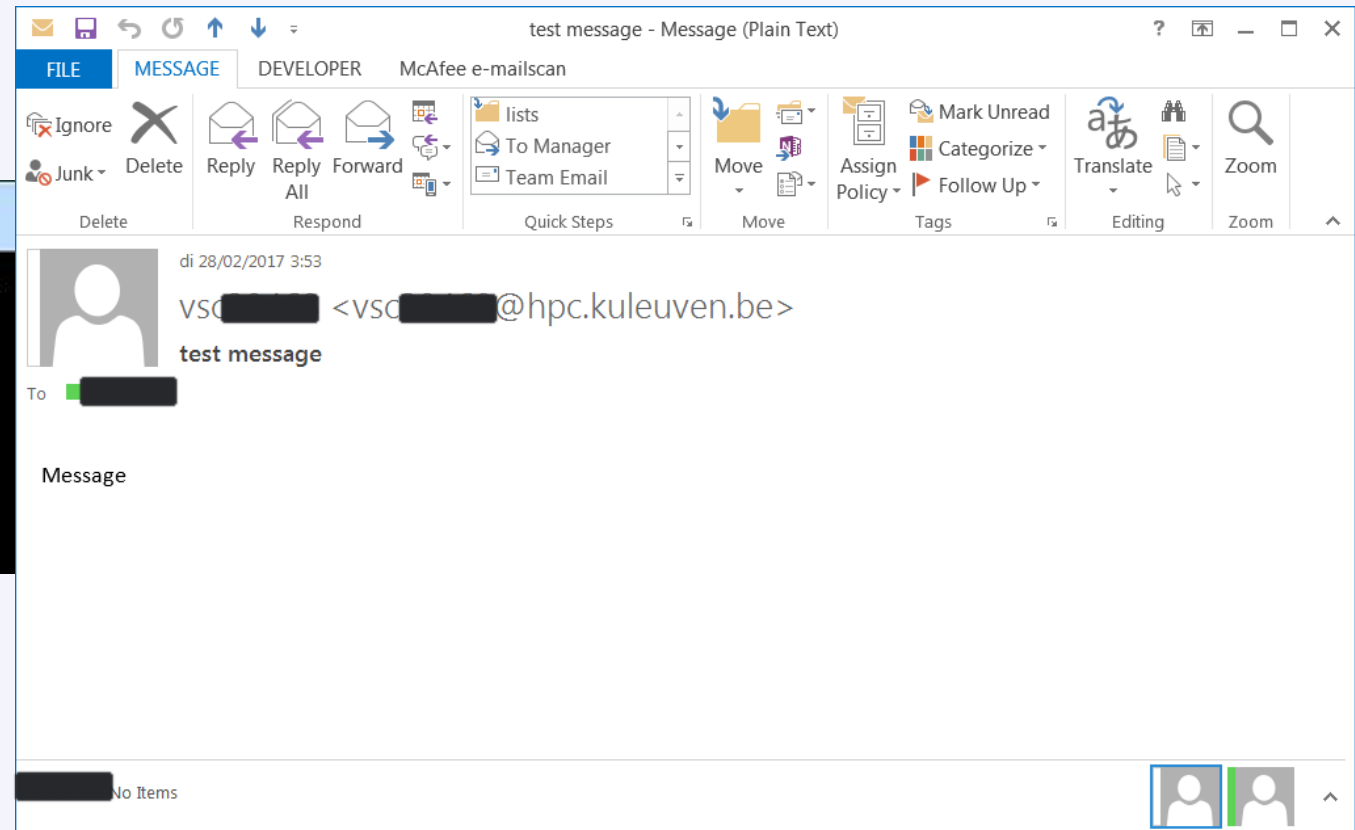 test message - Message (Plain Text)
?
FILE MESSAGE DEVELOPER McAfee e-mailscan
Ignore
Junk
Delete
Reply
Reply All
Forward
lists
To Manager
Team Email
Move
Assign Policy
Mark Unread
Categorize
Follow Up
Translate
Zoom
Delete Respond Quick Steps Move Tags Editing Zoom
di 28/02/2017 3:53
vsc <vsc @hpc.kuleuven.be>
test message
To
Message
No Items